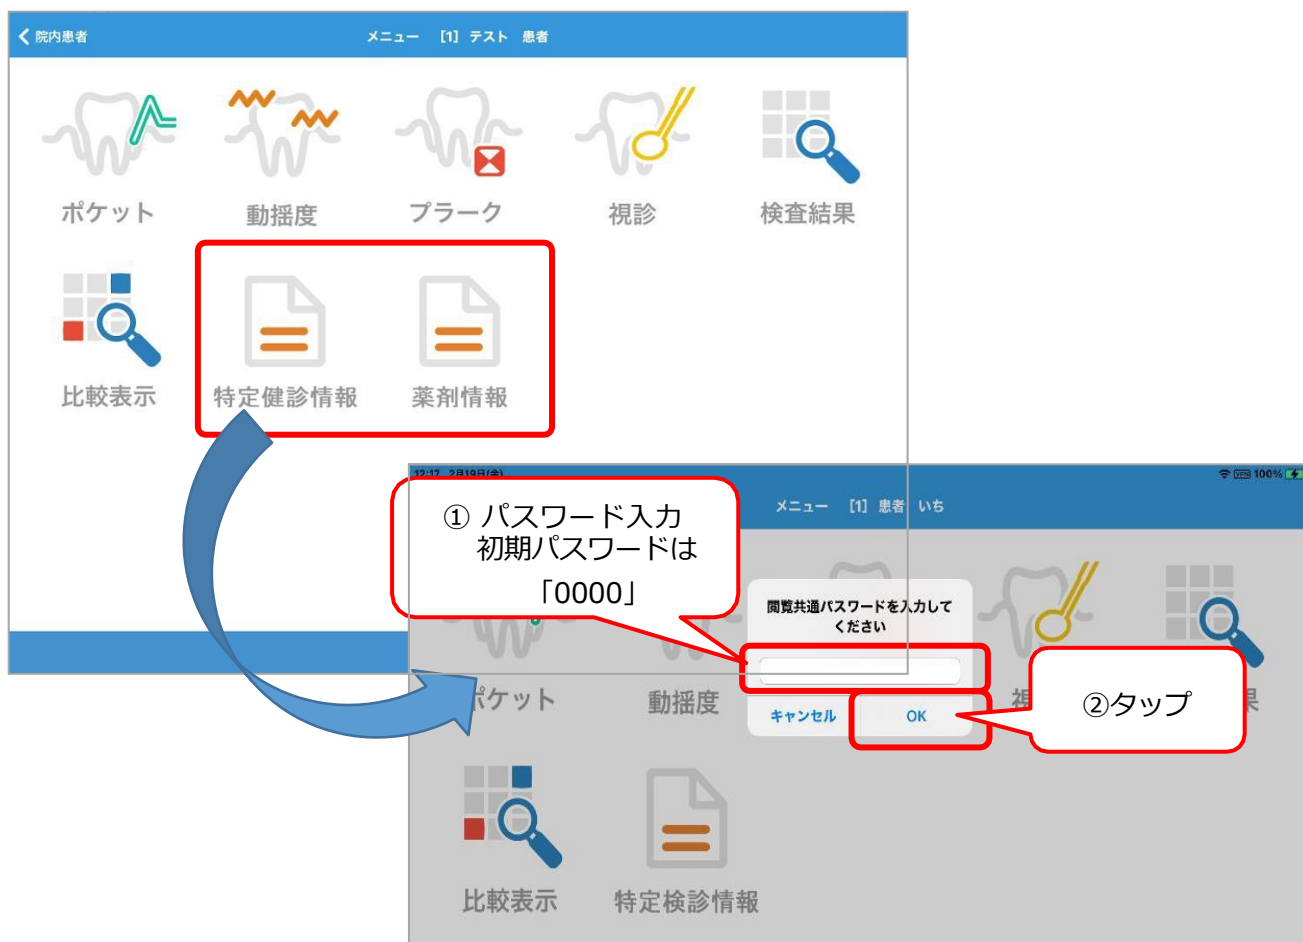 院内患者
メニュー [1] テスト 患者
ポケット
動揺度
プラーク
視診
検査結果
比較表示
特定健診情報
薬剤情報
12:17 2月19日(金)
100%
メニュー [1] 患者 いち
① パスワード入力
初期パスワードは
「0000」
閲覧共通パスワードを入力して
ください
キャンセル
OK
②タップ
ポケット
動揺度
視
果
比較表示
特定検診情報